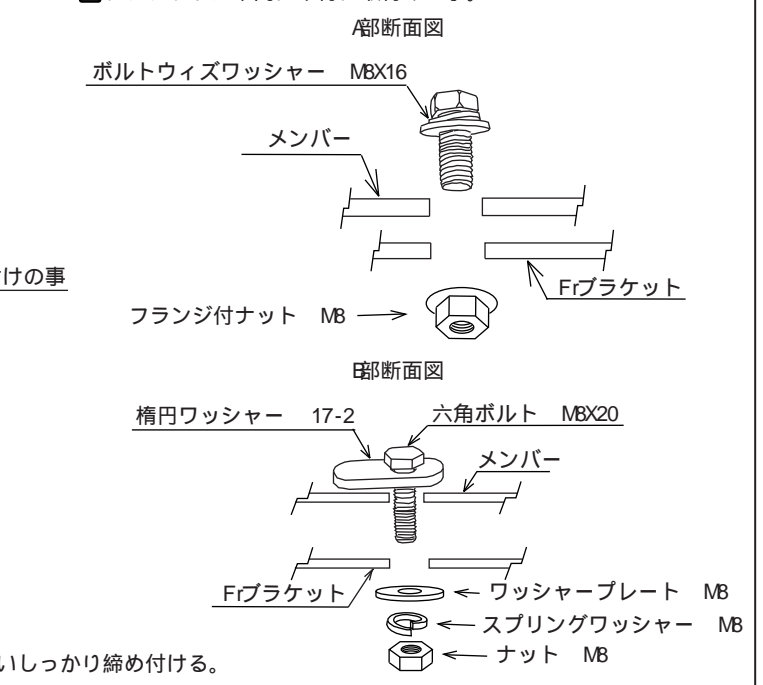 A部断面図
ボルトウィズワッシャー M8X16
メンバー
けの事
Frブラケット
フランジ付ナット M8
B部断面図
楕円ワッシャー 17-2
六角ボルト M8X20
メンバー
Frブラケット
ワッシャープレート M8
スプリングワッシャー M8
ナット M8
いしっかり締め付ける。